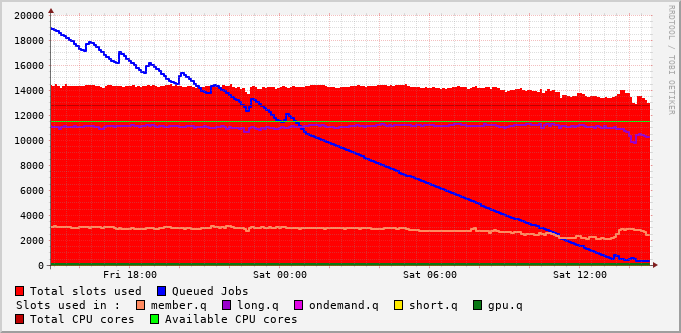 20000
18000
16000
14000
12000
10000
8000
6000
4000
2000
0
Fri 18:00 Sat 00:00 Sat 06:00 Sat 12:00
RRDTOOL / TOBI OETIKER
Total slots used Queued Jobs
Slots used in : member.q long.q ondemand.q short.q gpu.q
Total CPU cores Available CPU cores